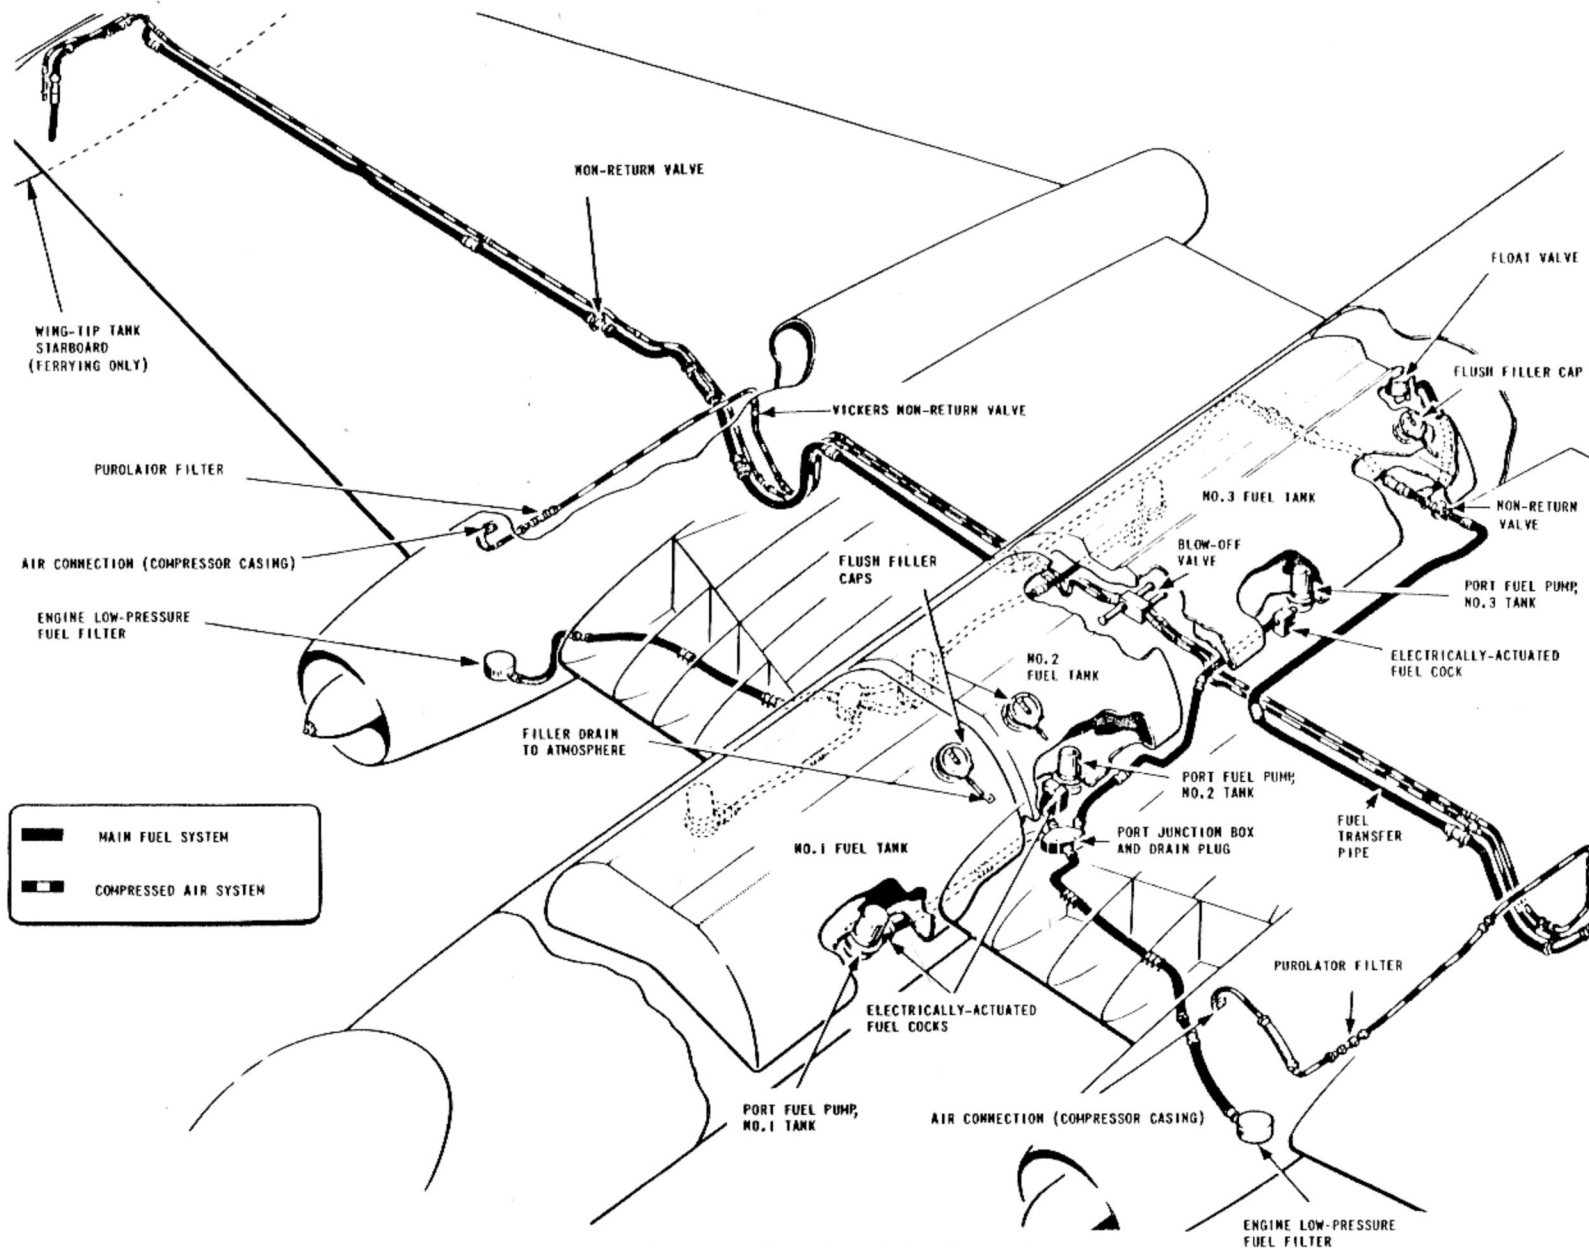 NON-RETURN VALVE
FLOAT VALVE
WING-TIP TANK
STARBOARD
(FERRYING ONLY)
FLUSH FILLER CAP
VICKERS NON-RETURN VALVE
PUROLATOR FILTER
NO.3 FUEL TANK
NON-RETURN
VALVE
AIR CONNECTION (COMPRESSOR CASING)
FLUSH FILLER
CAPS
BLOW-OFF
VALVE
PORT FUEL PUMP,
NO.3 TANK
ENGINE LOW-PRESSURE
FUEL FILTER
NO.2
FUEL TANK
ELECTRICALLY-ACTUATED
FUEL COCK
FILLER DRAIN
TO ATMOSPHERE
PORT FUEL PUMP,
NO.2 TANK
MAIN FUEL SYSTEM
COMPRESSED AIR SYSTEM
NO.1 FUEL TANK
PORT JUNCTION BOX
AND DRAIN PLUG
FUEL
TRANSFER
PIPE
PUROLATOR FILTER
ELECTRICALLY-ACTUATED
FUEL COCKS
PORT FUEL PUMP,
NO.1 TANK
AIR CONNECTION (COMPRESSOR CASING)
ENGINE LOW-PRESSURE
FUEL FILTER